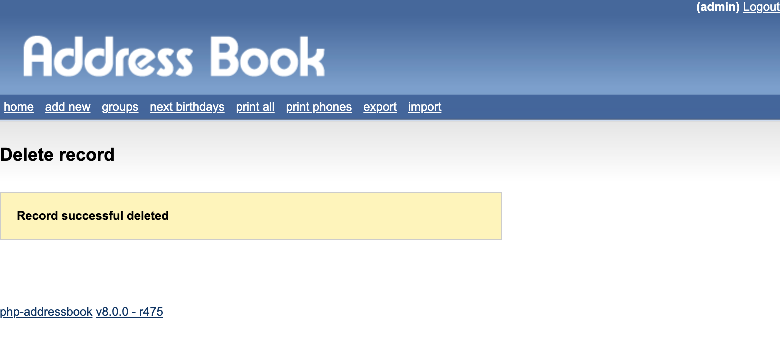 (admin) Logout
Address Book
home add new groups next birthdays print all print phones export import
Delete record
Record successful deleted
php-addressbook v8.0.0 - r475